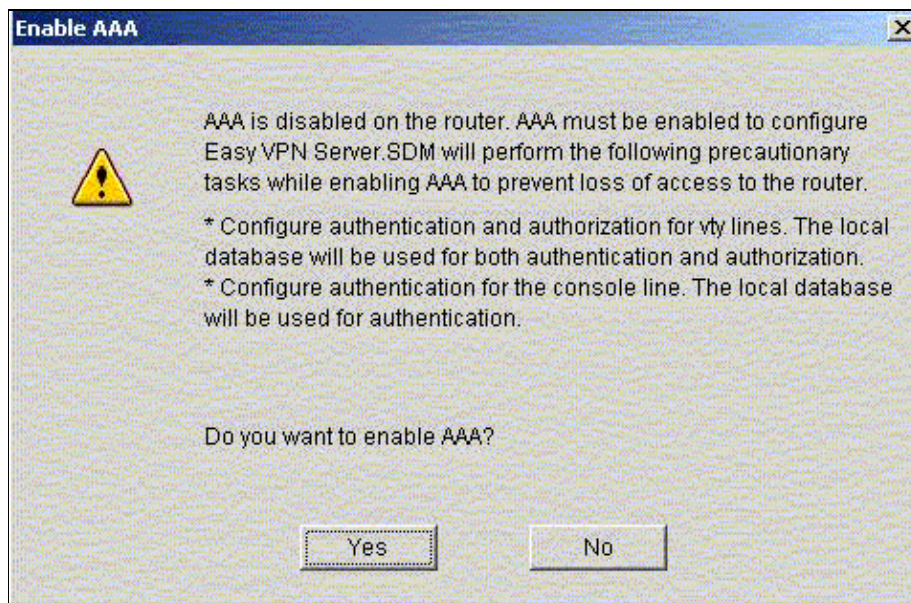 Enable AAA
AAA is disabled on the router. AAA must be enabled to configure
Easy VPN Server.SDM will perform the following precautionary
tasks while enabling AAA to prevent loss of access to the router.
* Configure authentication and authorization for vty lines. The local
database will be used for both authentication and authorization.
* Configure authentication for the console line. The local database
will be used for authentication.
Do you want to enable AAA?
Yes
No